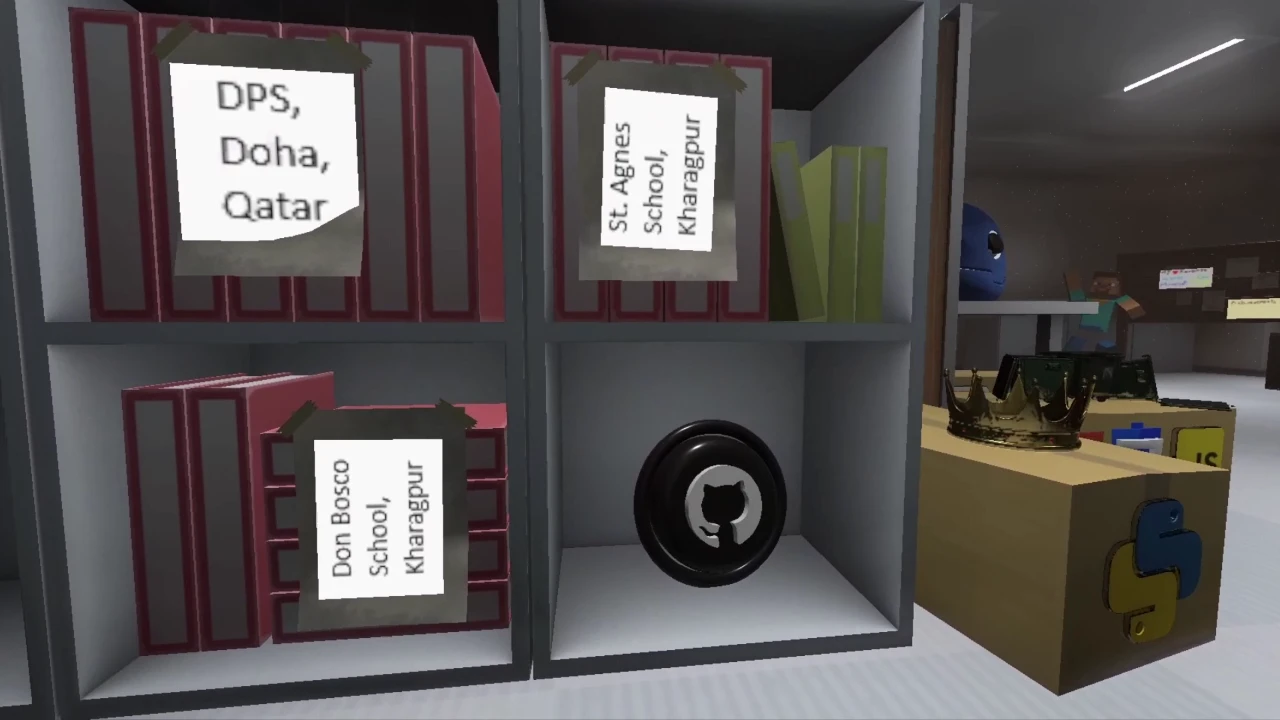 DPS,
Doha,
Qatar
St. Agnes
School,
Kharagpur
Don Bosco
School,
Kharagpur
JS